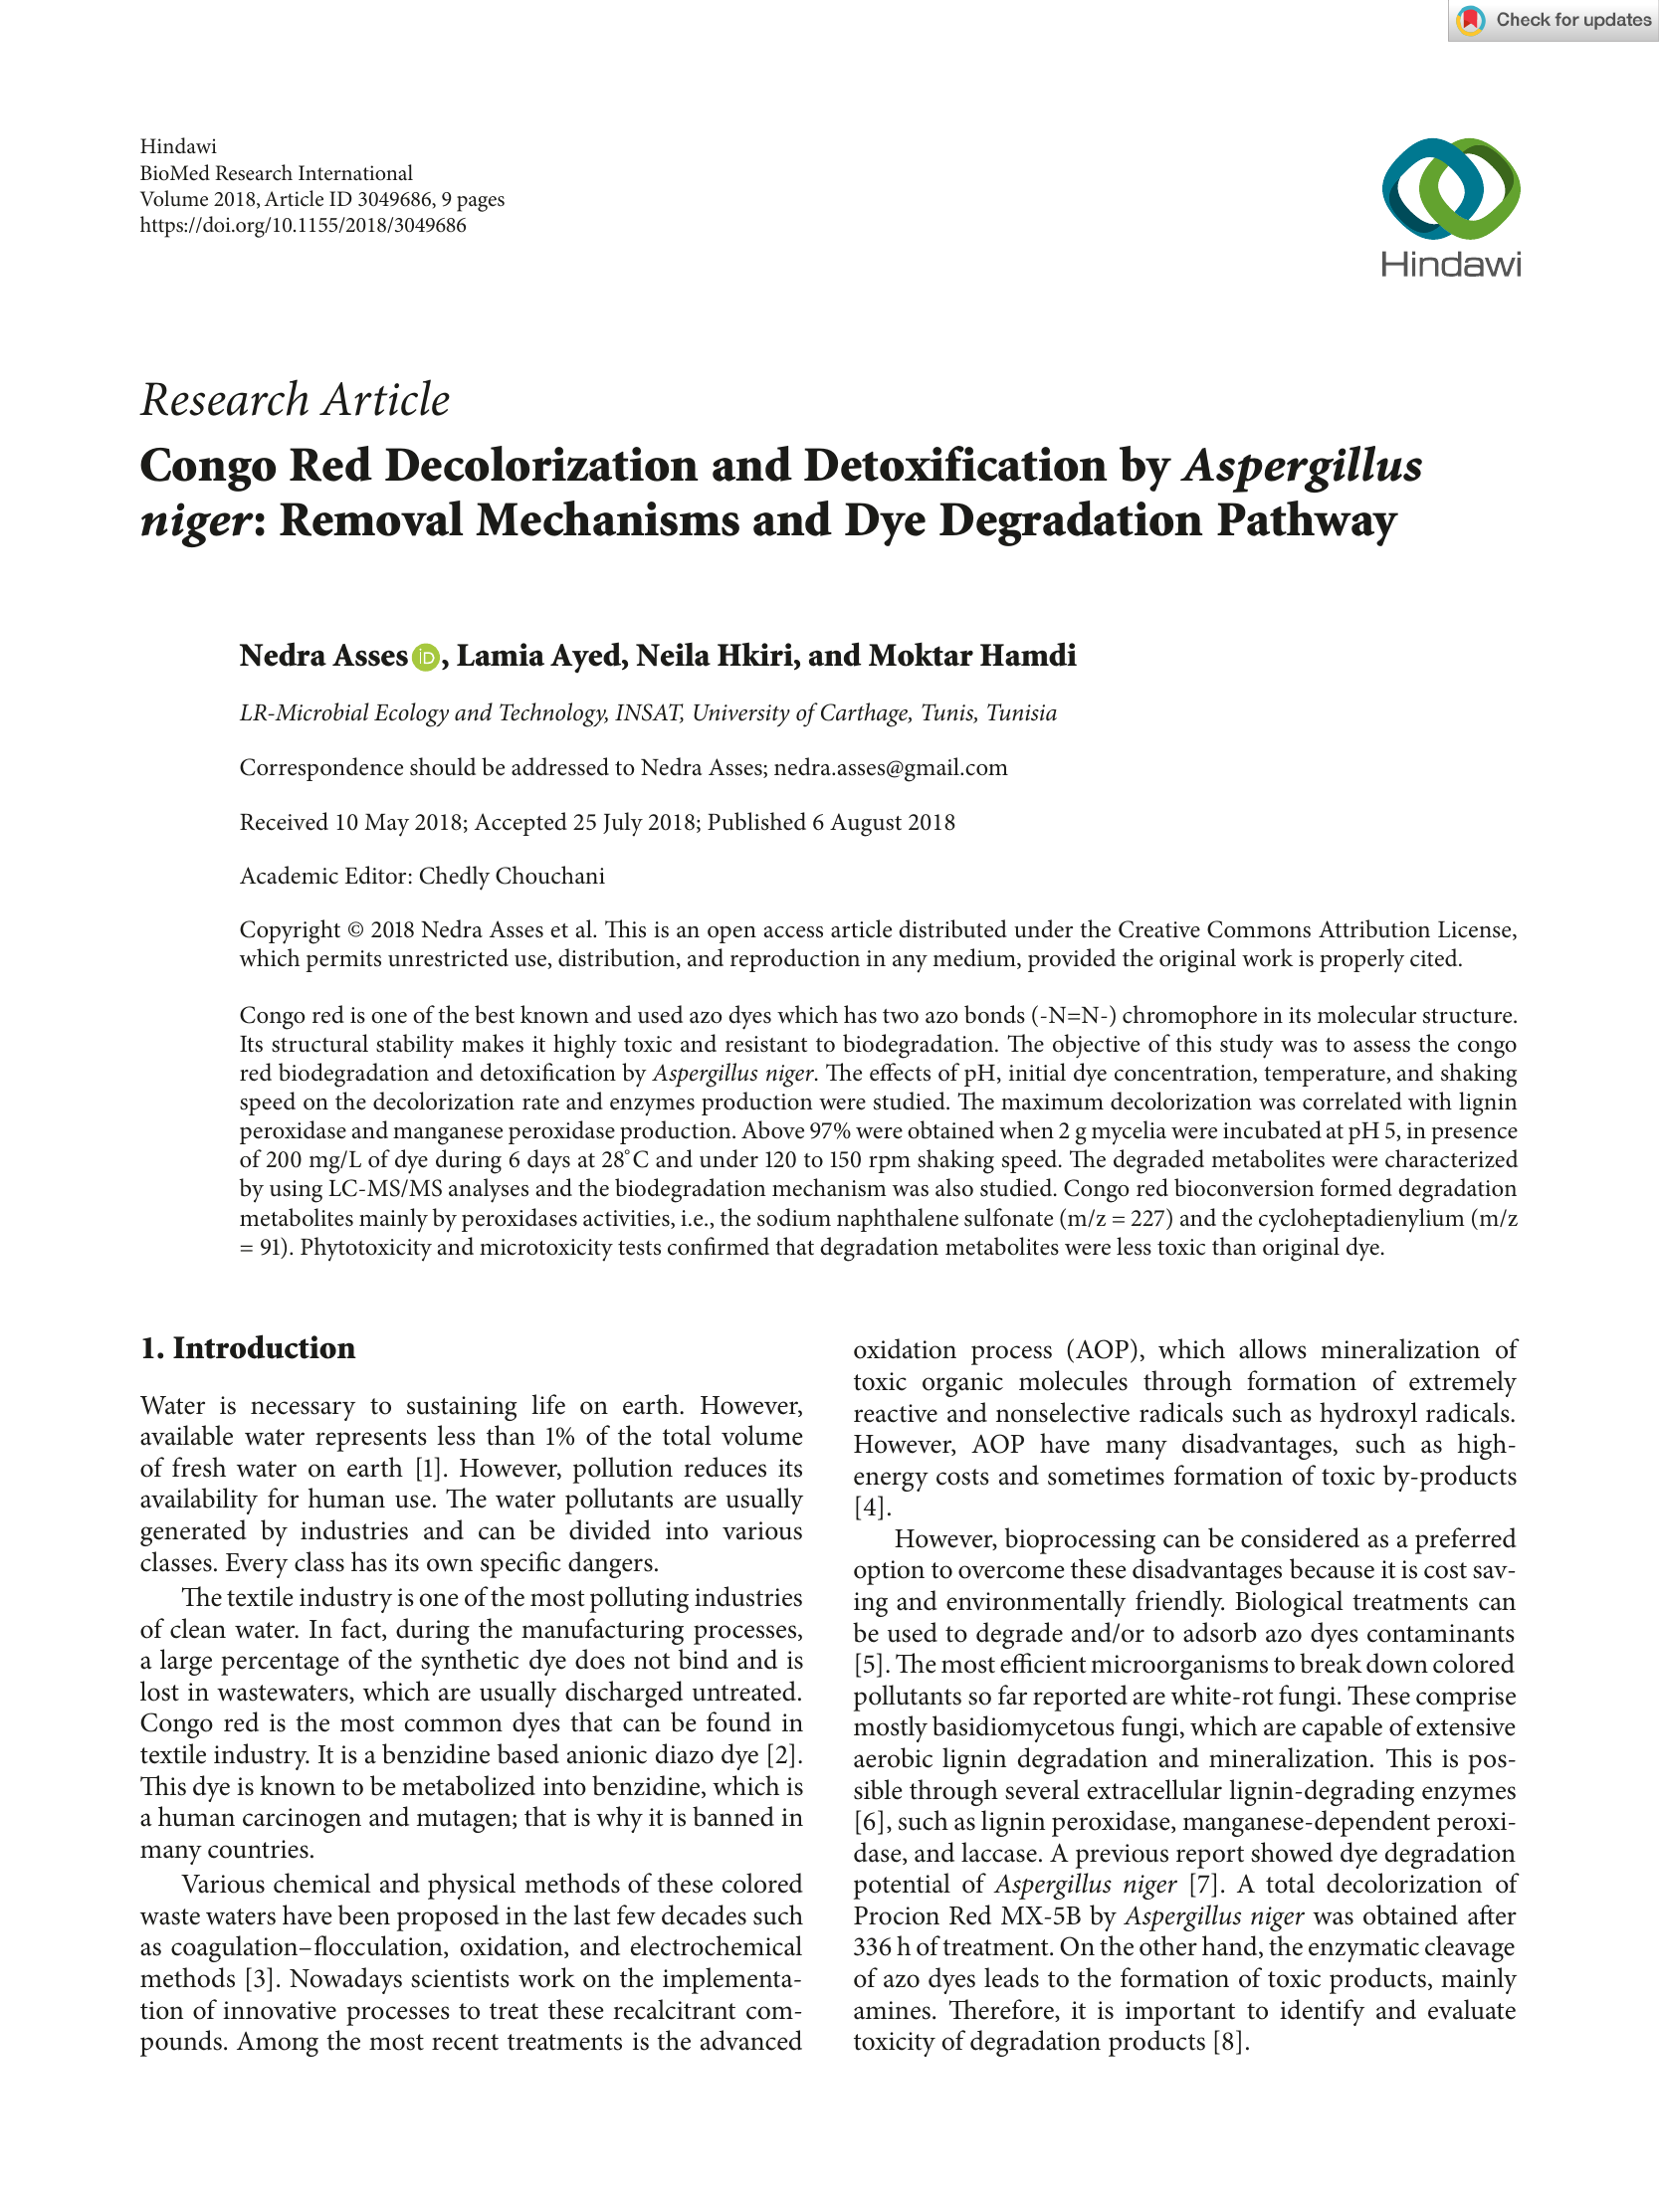 Check for updates
Hindawi
BioMed Research International
Volume 2018, Article ID 3049686, 9 pages
https://doi.org/10.1155/2018/3049686
Hindawi
Research Article
Congo Red Decolorization and Detoxification by Aspergillus
niger: Removal Mechanisms and Dye Degradation Pathway
Nedra Asses iD, Lamia Ayed, Neila Hkiri, and Moktar Hamdi
LR-Microbial Ecology and Technology, INSAT, University of Carthage, Tunis, Tunisia
Correspondence should be addressed to Nedra Asses; nedra.asses@gmail.com
Received 10 May 2018; Accepted 25 July 2018; Published 6 August 2018
Academic Editor: Chedly Chouchani
Copyright © 2018 Nedra Asses et al. This is an open access article distributed under the Creative Commons Attribution License,
which permits unrestricted use, distribution, and reproduction in any medium, provided the original work is properly cited.
Congo red is one of the best known and used azo dyes which has two azo bonds (-N=N-) chromophore in its molecular structure.
Its structural stability makes it highly toxic and resistant to biodegradation. The objective of this study was to assess the congo
red biodegradation and detoxification by Aspergillus niger. The effects of pH, initial dye concentration, temperature, and shaking
speed on the decolorization rate and enzymes production were studied. The maximum decolorization was correlated with lignin
peroxidase and manganese peroxidase production. Above 97% were obtained when 2 g mycelia were incubated at pH 5, in presence
of 200 mg/L of dye during 6 days at 28°C and under 120 to 150 rpm shaking speed. The degraded metabolites were characterized
by using LC-MS/MS analyses and the biodegradation mechanism was also studied. Congo red bioconversion formed degradation
metabolites mainly by peroxidases activities, i.e., the sodium naphthalene sulfonate (m/z = 227) and the cycloheptadienylium (m/z
= 91). Phytotoxicity and microtoxicity tests confirmed that degradation metabolites were less toxic than original dye.
1. Introduction
Water is necessary to sustaining life on earth. However,
available water represents less than 1% of the total volume
of fresh water on earth [1]. However, pollution reduces its
availability for human use. The water pollutants are usually
generated by industries and can be divided into various
classes. Every class has its own specific dangers.
The textile industry is one of the most polluting industries
of clean water. In fact, during the manufacturing processes,
a large percentage of the synthetic dye does not bind and is
lost in wastewaters, which are usually discharged untreated.
Congo red is the most common dyes that can be found in
textile industry. It is a benzidine based anionic diazo dye [2].
This dye is known to be metabolized into benzidine, which is
a human carcinogen and mutagen; that is why it is banned in
many countries.
Various chemical and physical methods of these colored
waste waters have been proposed in the last few decades such
as coagulation–flocculation, oxidation, and electrochemical
methods [3]. Nowadays scientists work on the implementa-
tion of innovative processes to treat these recalcitrant com-
pounds. Among the most recent treatments is the advanced
oxidation process (AOP), which allows mineralization of
toxic organic molecules through formation of extremely
reactive and nonselective radicals such as hydroxyl radicals.
However, AOP have many disadvantages, such as high-
energy costs and sometimes formation of toxic by-products
[4].
However, bioprocessing can be considered as a preferred
option to overcome these disadvantages because it is cost sav-
ing and environmentally friendly. Biological treatments can
be used to degrade and/or to adsorb azo dyes contaminants
[5]. The most efficient microorganisms to break down colored
pollutants so far reported are white-rot fungi. These comprise
mostly basidiomycetous fungi, which are capable of extensive
aerobic lignin degradation and mineralization. This is pos-
sible through several extracellular lignin-degrading enzymes
[6], such as lignin peroxidase, manganese-dependent peroxi-
dase, and laccase. A previous report showed dye degradation
potential of Aspergillus niger [7]. A total decolorization of
Procion Red MX-5B by Aspergillus niger was obtained after
336 h of treatment. On the other hand, the enzymatic cleavage
of azo dyes leads to the formation of toxic products, mainly
amines. Therefore, it is important to identify and evaluate
toxicity of degradation products [8].